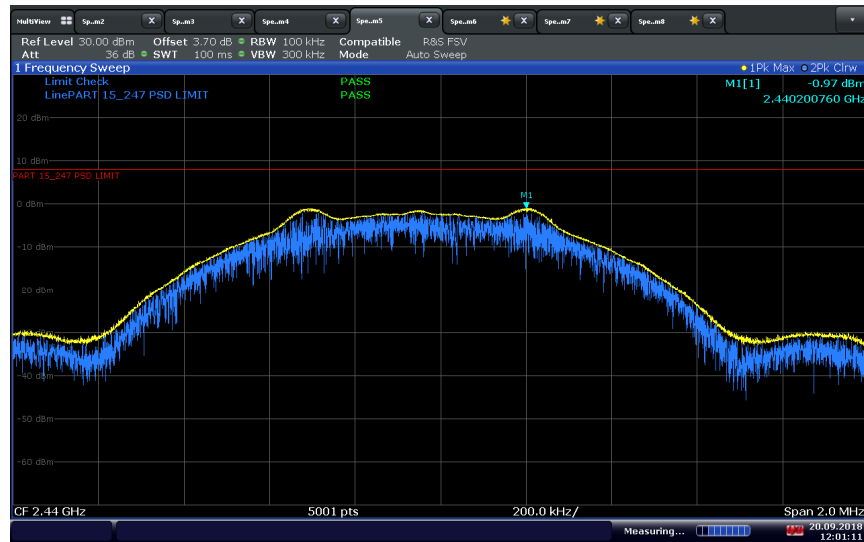 MultiView Sp..m2 X Sp..m3 X Spe..m4 X Spe..m5 X Spe..m6 X Spe..m7 X Spe..m8 X
Ref Level 30.00 dBm Offset 3.70 dB RBW 100 kHz Compatible R&S FSV
Att 36 dB SWT 100 ms VBW 300 kHz Mode Auto Sweep
1 Frequency Sweep 1Pk Max 2Pk Clrw
Limit Check PASS M1[1] -0.97 dBm
LinePART 15_247 PSD LIMIT PASS 2.440200760 GHz
20 dBm
10 dBm
PART 15_247 PSD LIMIT
M1
0 dBm
-10 dBm
-20 dBm
-40 dBm
-50 dBm
-60 dBm
CF 2.44 GHz 5001 pts 200.0 kHz/ Span 2.0 MHz
Measuring... 20.09.2018
12:01:11